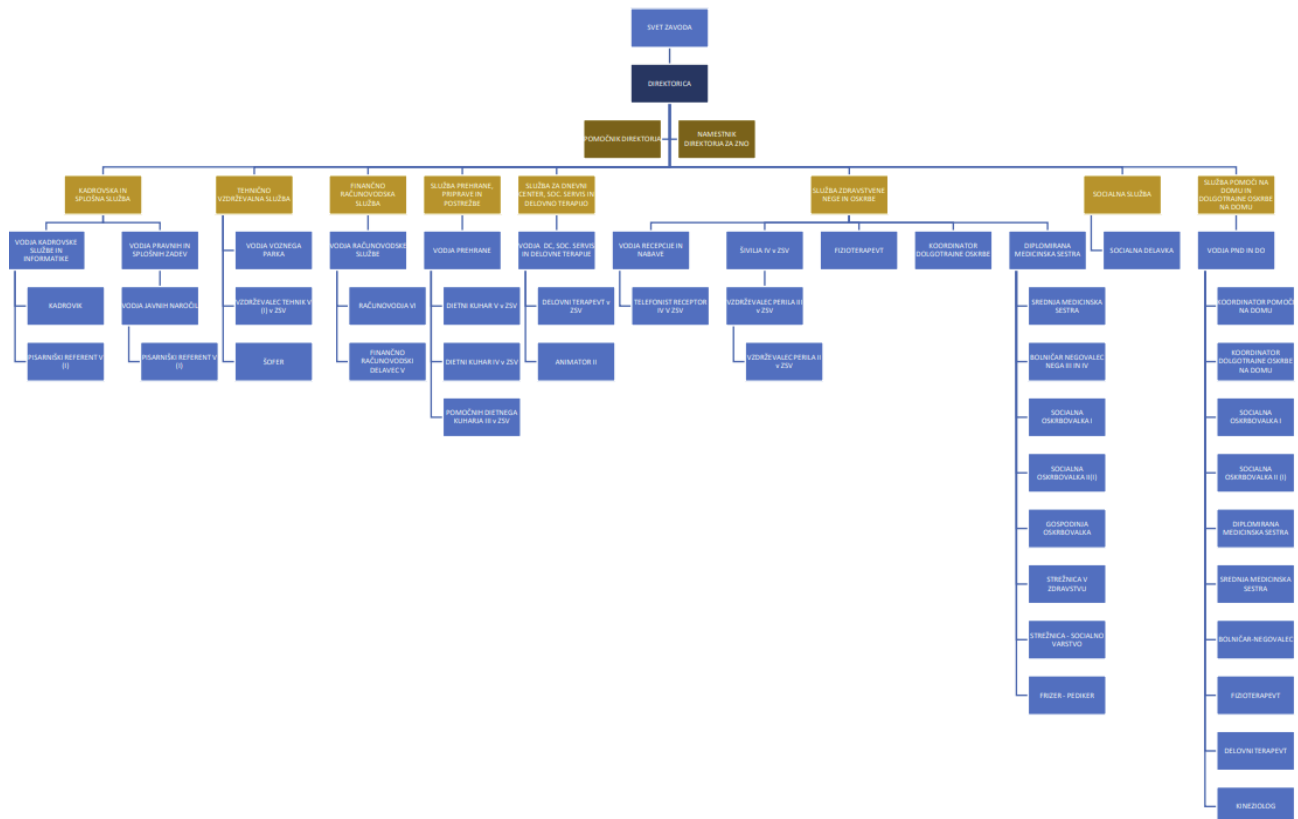 SVET ZAVODA
DIREKTORICA
POMOČNIK DIREKTORJA
NAMESTNIK
DIREKTORJA ZA ZNO
KADROVSKA IN
SPLOŠNA SLUŽBA
TEHNIČNO
VZDRŽEVALNA SLUŽBA
FINANČNO
RAČUNOVODSKA
SLUŽBA
SLUŽBA PREHRANE,
PRIPRAVE IN
POSTREŽBE
SLUŽBA ZA DNEVNI
CENTER, SOC. SERVIS IN
DELOVNO TERAPIJO
SLUŽBA ZDRAVSTVENE
NEGE IN OSKRBE
SOCIALNA SLUŽBA
SLUŽBA POMOČI NA
DOMU IN
DOLGOTRAJNE OSKRBE
NA DOMU
VODJA KADROVSKE
SLUŽBE IN
INFORMATIKE
VODJA PRAVNIH IN
SPLOŠNIH ZADEV
VODJA VOZNEGA
PARKA
VODJA RAČUNOVODSKE
SLUŽBE
VODJA PREHRANE
VODJA DC, SOC. SERVIS
IN DELOVNE TERAPIJE
VODJA RECEPCIJE IN
NABAVE
ŠIVILJA IV v ZSV
FIZIOTERAPEVT
KOORDINATOR
DOLGOTRAJNE OSKRBE
DIPLOMIRANA
MEDICINSKA SESTRA
SOCIALNA DELAVKA
VODJA PND IN DO
KADROVIK
VODJA JAVNIH NAROČIL
VZDRŽEVALEC TEHNIK V
(I) v ZSV
RAČUNOVODJA VI
DIETNI KUHAR V v ZSV
DELOVNI TERAPEVT v
ZSV
TELEFONIST RECEPTOR
IV V ZSV
VZDRŽEVALEC PERILA III
v ZSV
SREDNJA MEDICINSKA
SESTRA
KOORDINATOR POMOČI
NA DOMU
PISARNIŠKI REFERENT V
(I)
PISARNIŠKI REFERENT V
(I)
ŠOFER
FINANČNO
RAČUNOVODSKI
DELAVEC V
DIETNI KUHAR IV v ZSV
ANIMATOR II
VZDRŽEVALEC PERILA II
v ZSV
BOLNIČAR NEGOVALEC
NEGA III IN IV
KOORDINATOR
DOLGOTRAJNE OSKRBE
NA DOMU
POMOČNIH DIETNEGA
KUHARJA III v ZSV
SOCIALNA
OSKRBOVALKA I
SOCIALNA
OSKRBOVALKA I
SOCIALNA
OSKRBOVALKA II(I)
SOCIALNA
OSKRBOVALKA II (I)
GOSPODINJA
OSKRBOVALKA
DIPLOMIRANA
MEDICINSKA SESTRA
STREŽNICA V
ZDRAVSTVU
SREDNJA MEDICINSKA
SESTRA
STREŽNICA - SOCIALNO
VARSTVO
BOLNIČAR-NEGOVALEC
FRIZER - PEDIKER
FIZIOTERAPEVT
DELOVNI TERAPEVT
KINEZIOLOG